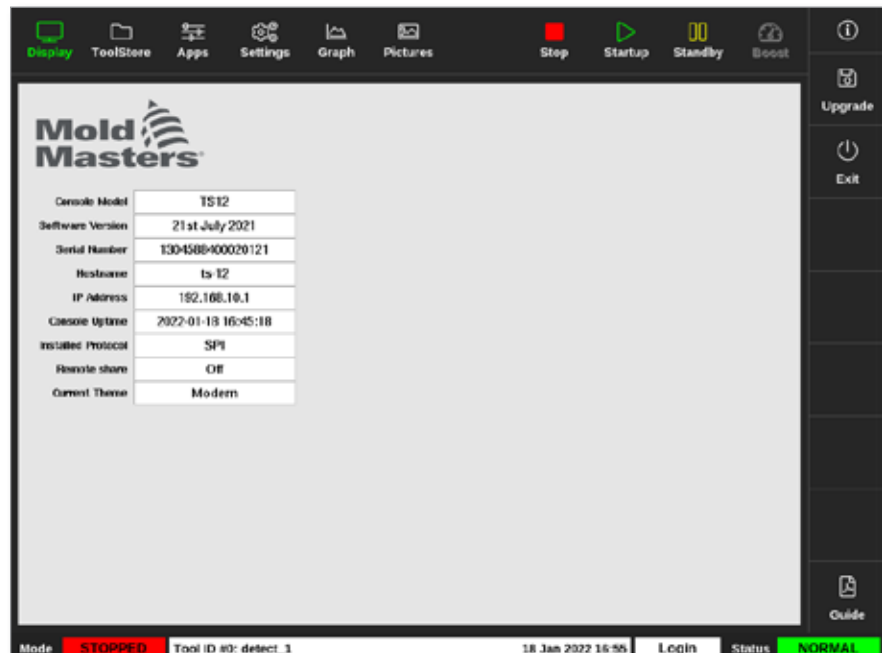 Display ToolStore Apps Settings Graph Pictures Stop Startup Standby Boost
Upgrade
Exit
Mold
Masters
Console Model TS12
Software Version 21st July 2021
Serial Number 1304588400020121
Hostname ts-12
IP Address 192.168.10.1
Console Uptime 2022-01-18 16:45:18
Installed Protocol SPI
Remote share Off
Current Theme Modern
Guide
Mode STOPPED Tool ID #0: detect_1 18 Jan 2022 16:55 Login Status NORMAL